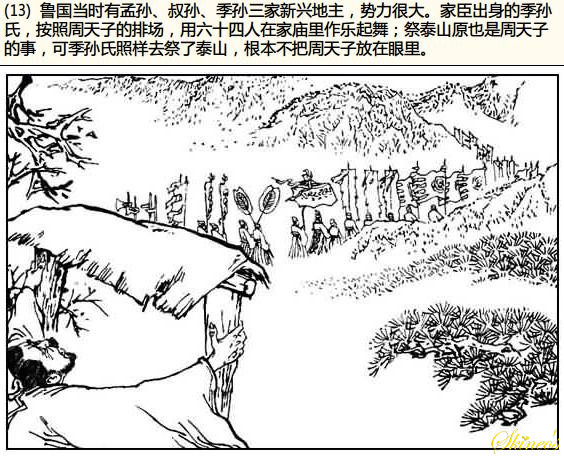 (13) 鲁国当时有孟孙、叔孙、季孙三家新兴地主，势力很大。家臣出身的季孙
氏，按照周天子的排场，用六十四人在家庙里作乐起舞；祭泰山原也是周天子
的事，可季孙氏照样去祭了泰山，根本不把周天子放在眼里。
Skineo's